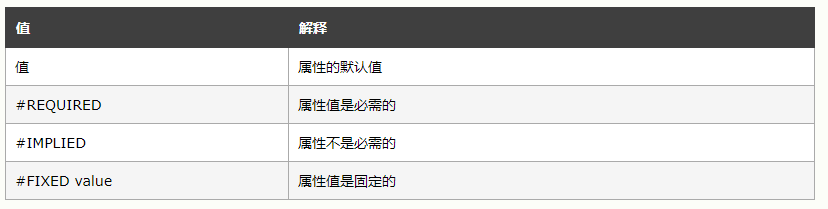 值 解释
值 属性的默认值
#REQUIRED 属性值是必需的
#IMPLIED 属性不是必需的
#FIXED value 属性值是固定的